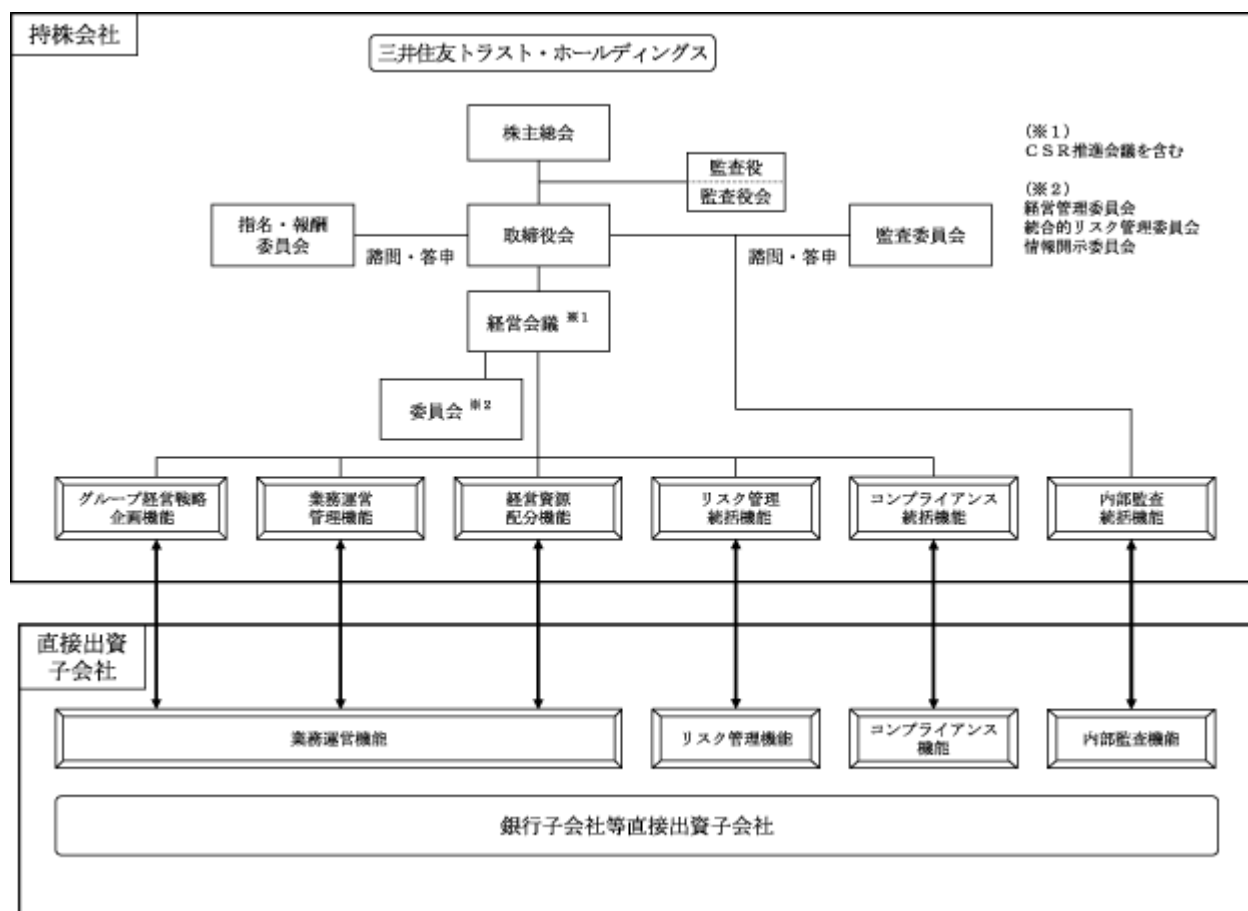 持株会社
三井住友トラスト・ホールディングス
株主総会
(※1)
CSR推進会議を含む
監査役
監査役会
(※2)
経営管理委員会
統合的リスク管理委員会
情報開示委員会
指名・報酬
委員会
諮問・答申
取締役会
諮問・答申
監査委員会
経営会議 ※1
委員会 ※2
グループ経営戦略
企画機能
業務運営
管理機能
経営資源
配分機能
リスク管理
統括機能
コンプライアンス
統括機能
内部監査
統括機能
直接出資
子会社
業務運営機能
リスク管理機能
コンプライアンス
機能
内部監査機能
銀行子会社等直接出資子会社